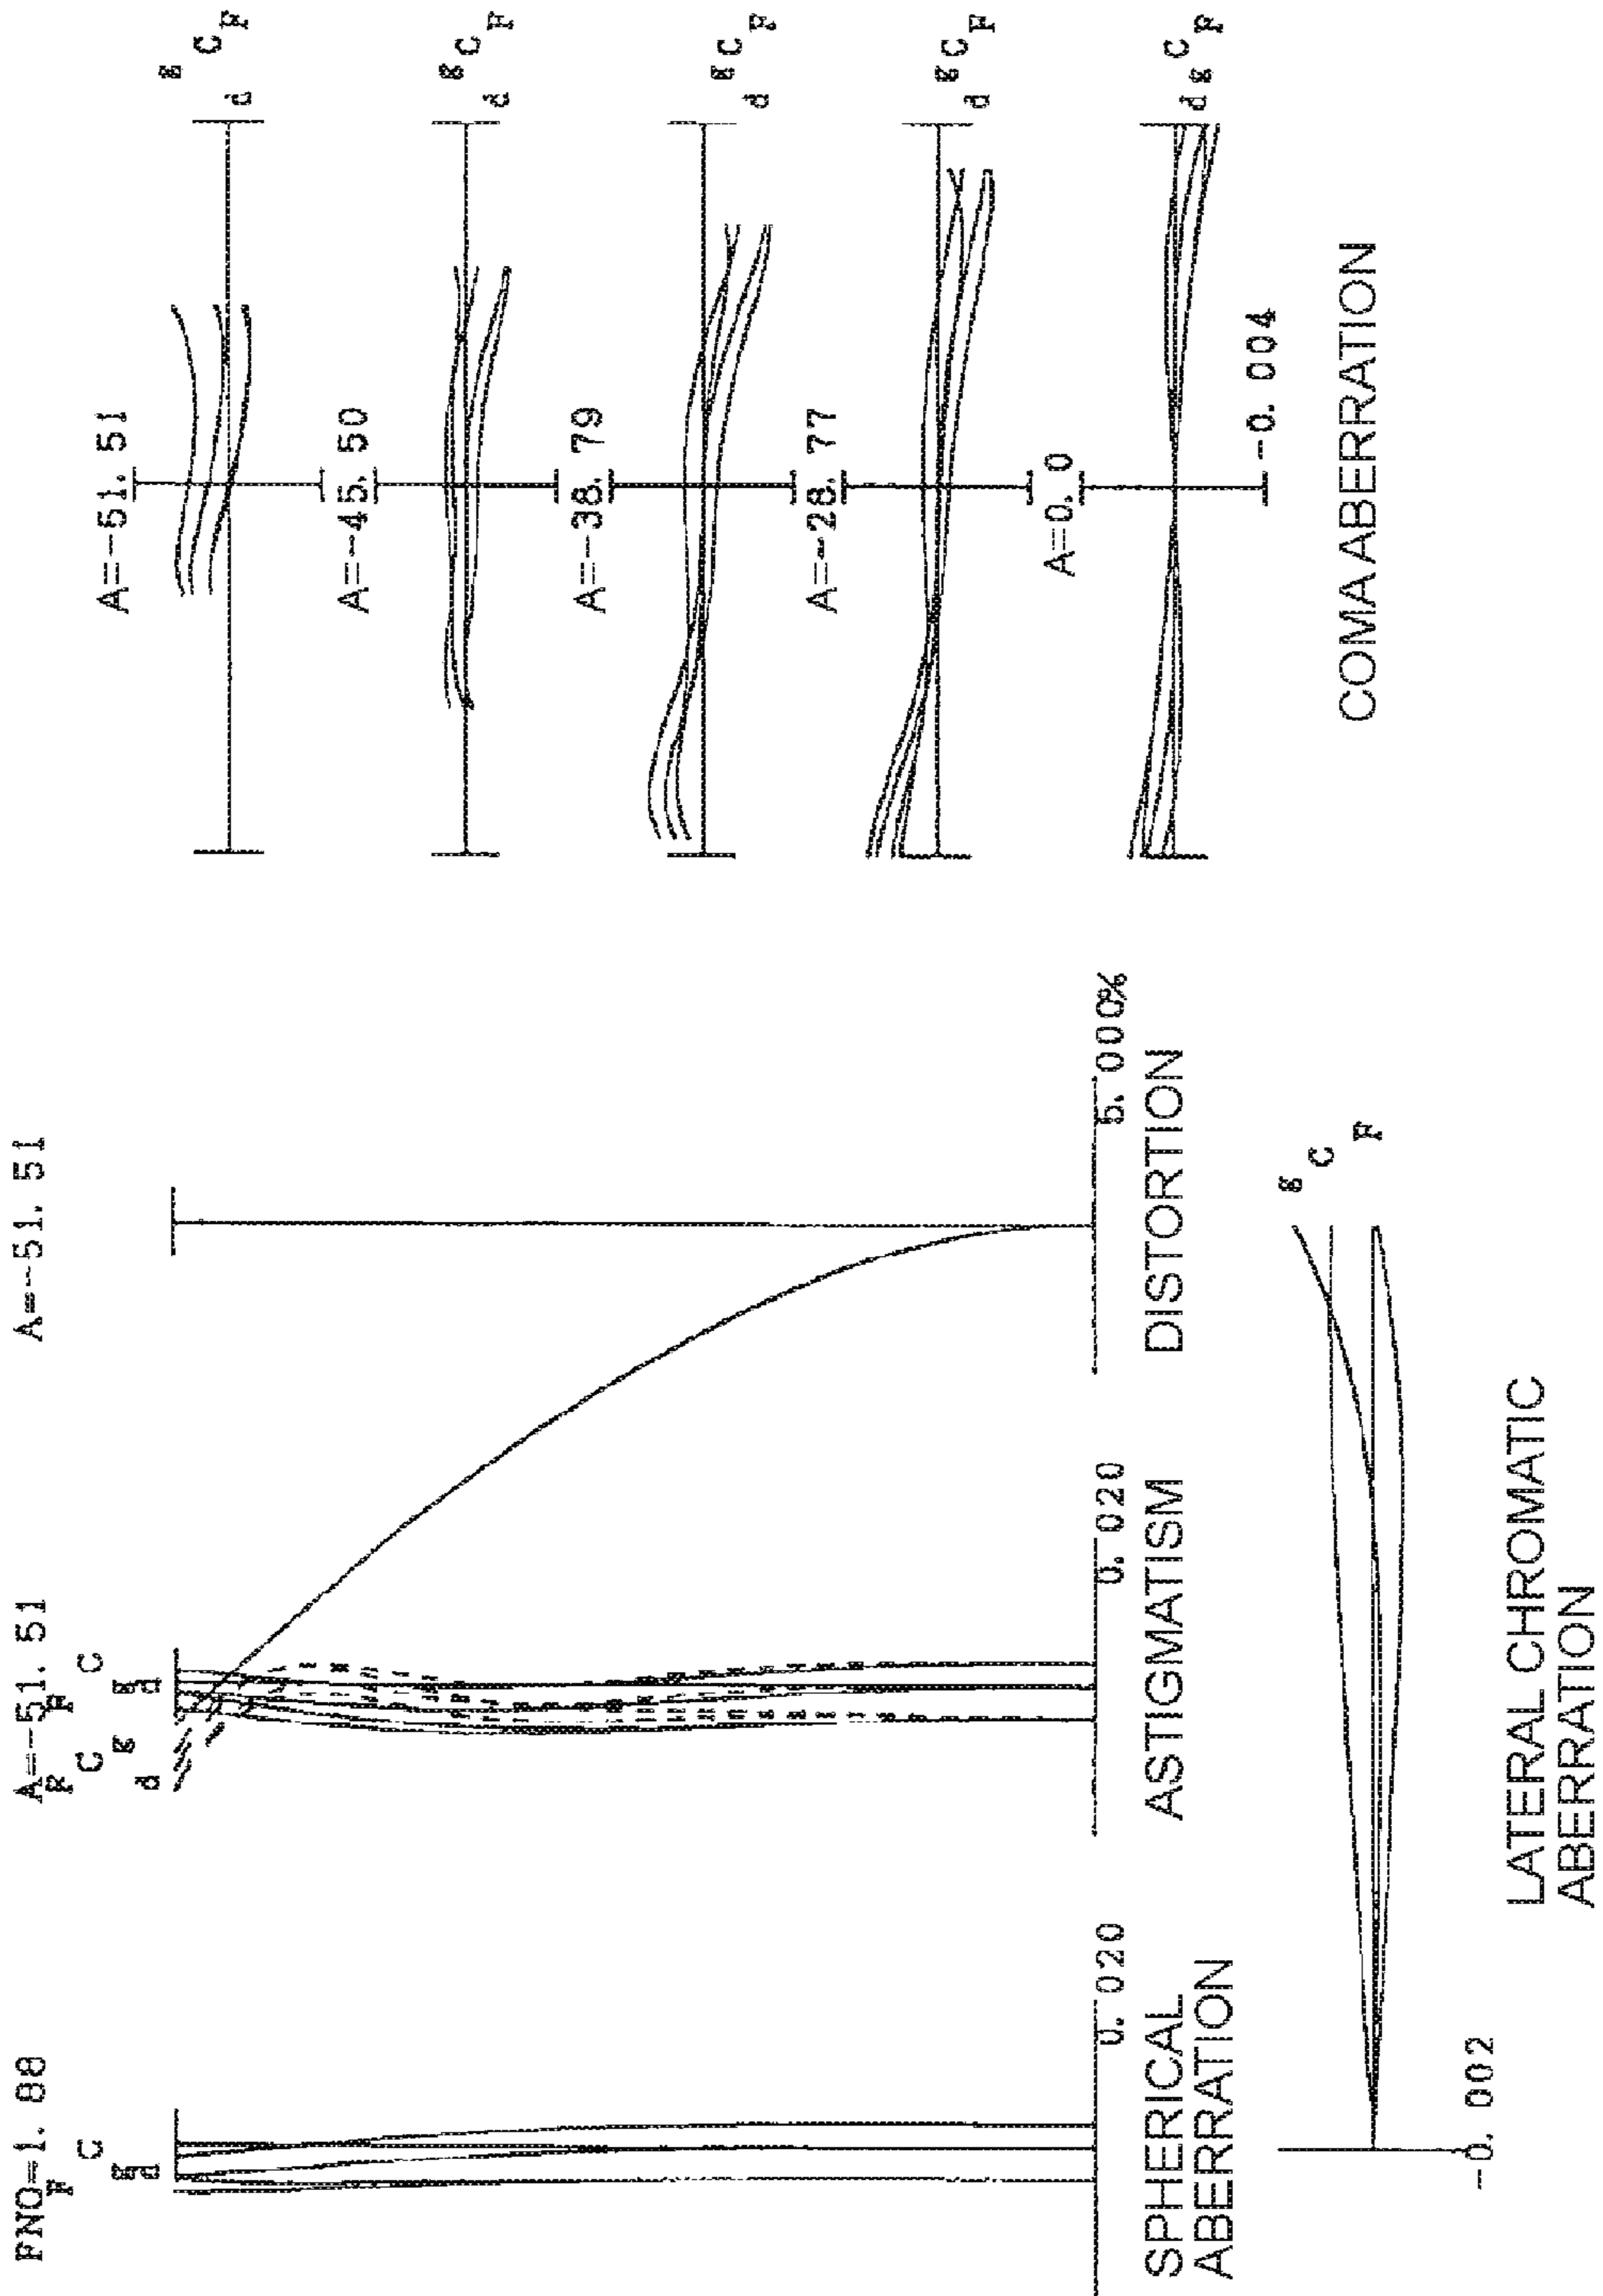 FNO=1. 88
F
C
g
d
0. 020
SPHERICAL
ABERRATION
A=-51. 51
F F
C C
g g
d d
0. 020
ASTIGMATISM
A=-51. 51
5. 000%
DISTORTION
g
C
F
-0. 002
LATERAL CHROMATIC
ABERRATION
A=-51. 51
g
C
F
d
A=-45. 50
g
C
F
d
A=-38. 79
g
C
F
d
A=-28. 77
g
C
F
d
A=0. 0
d
g
C
F
-0. 004
COMA ABERRATION